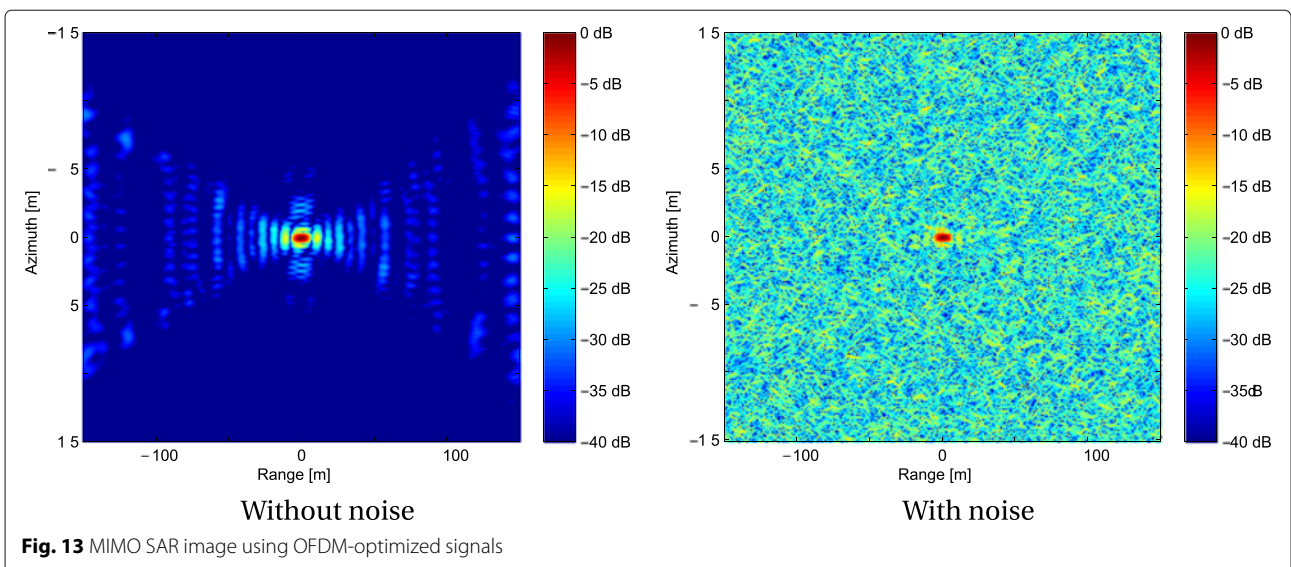 −1 5
− 5
0
5
1 5
Azimuth [m]
−100
0
100
Range [m]
0 dB
−5 dB
−10 dB
−15 dB
−20 dB
−25 dB
−30 dB
−35 dB
−40 dB
Without noise
1 5
5
0
− 5
−1 5
Azimuth [m]
−100
0
100
Range [m]
0 dB
−5 dB
−10 dB
−15 dB
−20 dB
−25 dB
−30 dB
−35dB
−40 dB
With noise
Fig. 13 MIMO SAR image using OFDM-optimized signals